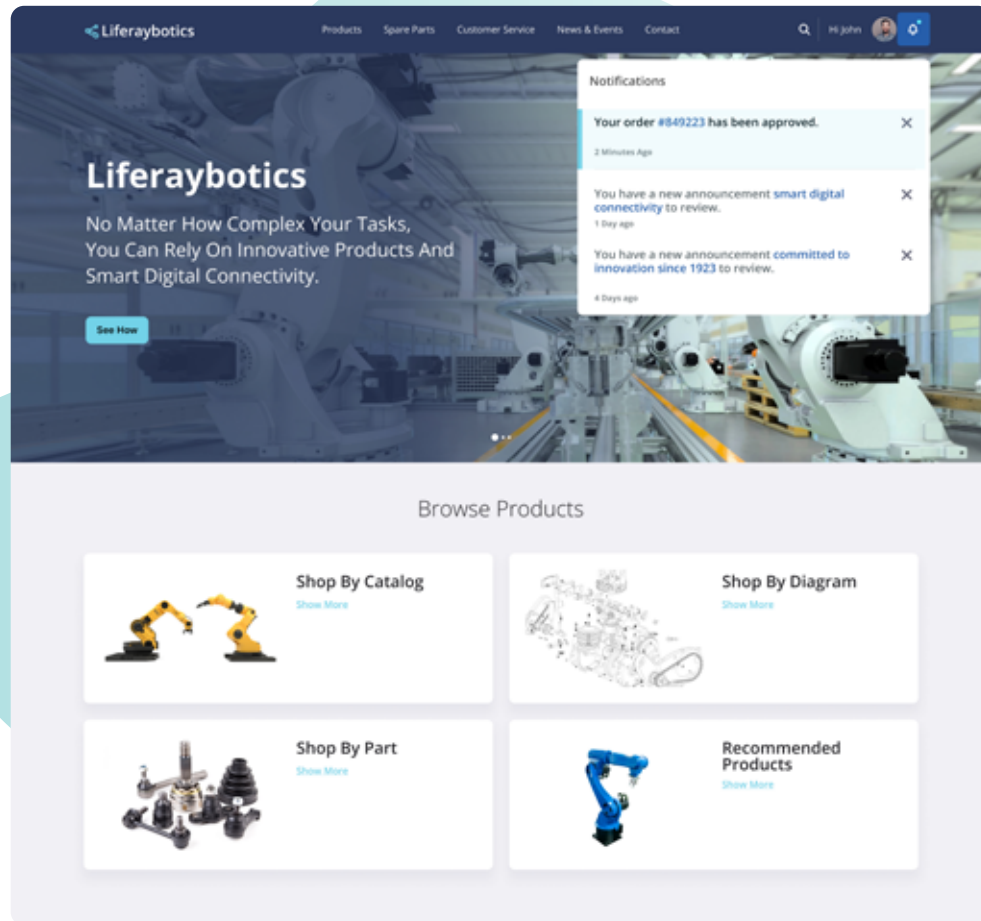 Liferaybotics
Products Spare Parts Customer Service News & Events Contact
Hi John
Notifications
Your order #849223 has been approved.
2 Minutes Ago
You have a new announcement smart digital
connectivity to review.
1 Day ago
You have a new announcement committed to
innovation since 1923 to review.
4 Days ago
Liferaybotics
No Matter How Complex Your Tasks,
You Can Rely On Innovative Products And
Smart Digital Connectivity.
See How
Browse Products
Shop By Catalog
Show More
Shop By Diagram
Show More
Shop By Part
Show More
Recommended
Products
Show More